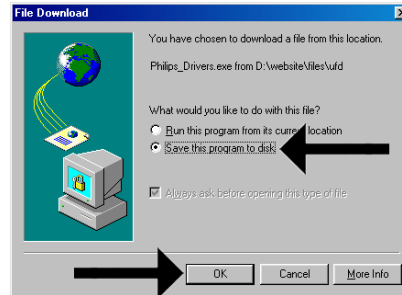 File Download
You have chosen to download a file from this location.
Philips_Drivers.exe from D:\website\files\ufd
What would you like to do with this file?
Run this program from its current location
Save this program to disk
Always ask before opening this type of file
OK Cancel More Info